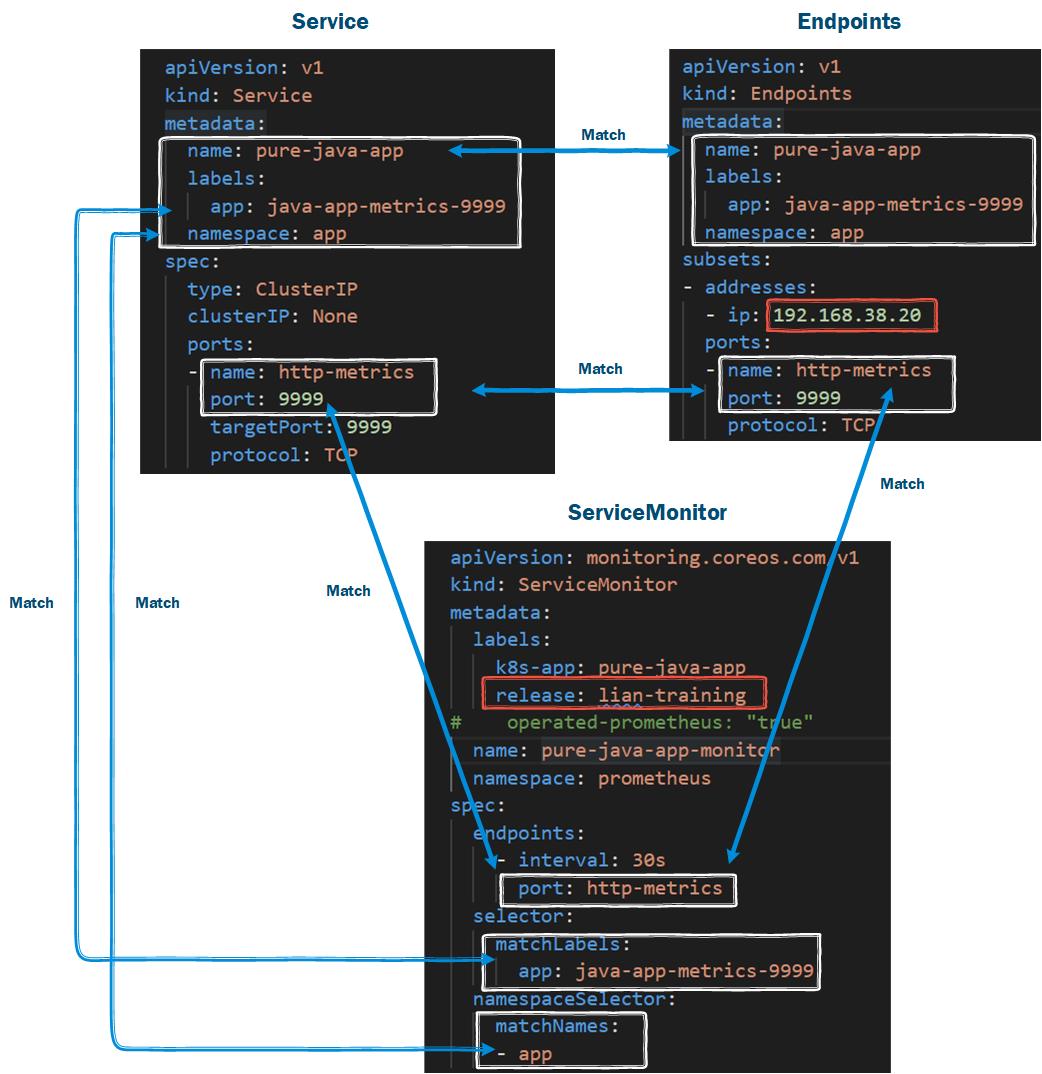 Service
apiVersion: v1
kind: Service
metadata:
name: pure-java-app
labels:
app: java-app-metrics-9999
namespace: app
spec:
type: ClusterIP
clusterIP: None
ports:
- name: http-metrics
port: 9999
targetPort: 9999
protocol: TCP
Match
Match
Endpoints
apiVersion: v1
kind: Endpoints
metadata:
name: pure-java-app
labels:
app: java-app-metrics-9999
namespace: app
subsets:
- addresses:
- ip: 192.168.38.20
ports:
- name: http-metrics
port: 9999
protocol: TCP
Match
Match
Match
Match
ServiceMonitor
apiVersion: monitoring.coreos.com/v1
kind: ServiceMonitor
metadata:
labels:
k8s-app: pure-java-app
release: lian-training
# operated-prometheus: "true"
name: pure-java-app-monitor
namespace: prometheus
spec:
endpoints:
- interval: 30s
port: http-metrics
selector:
matchLabels:
app: java-app-metrics-9999
namespaceSelector:
matchNames:
- app